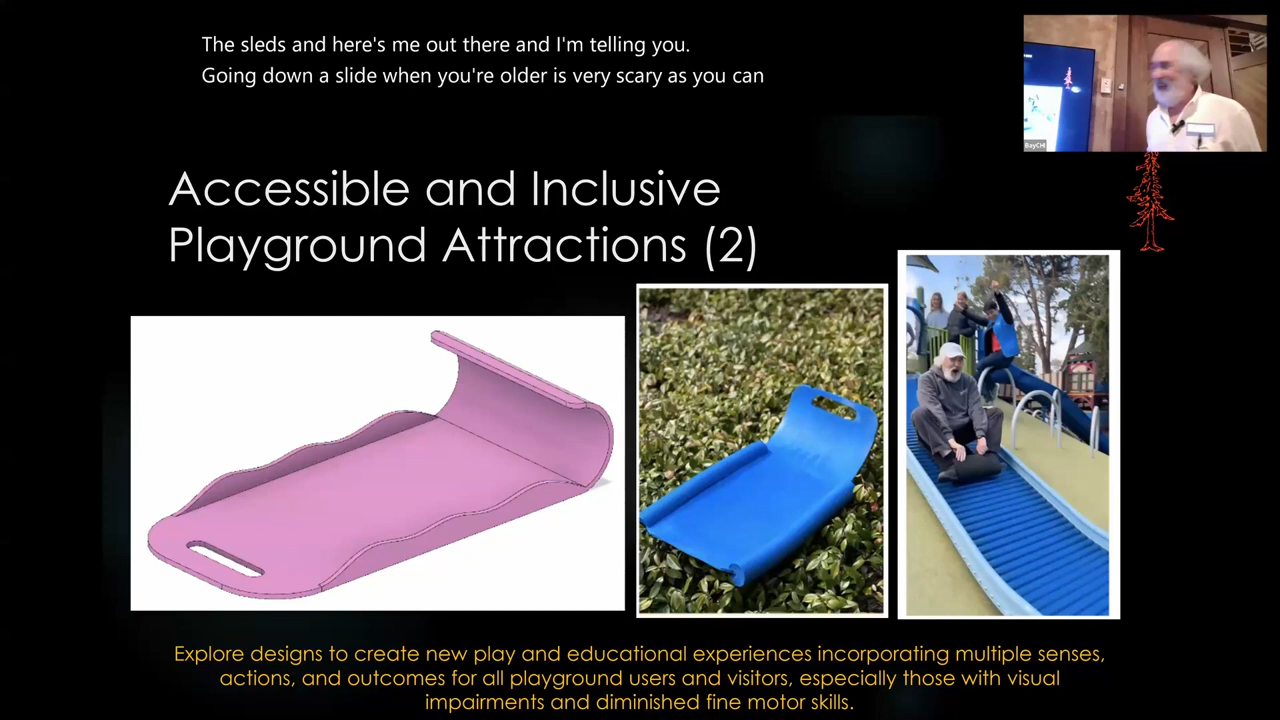 The sleds and here's me out there and I'm telling you.
Going down a slide when you're older is very scary as you can
BayCHI
Accessible and Inclusive
Playground Attractions (2)
Explore designs to create new play and educational experiences incorporating multiple senses,
actions, and outcomes for all playground users and visitors, especially those with visual
impairments and diminished fine motor skills.